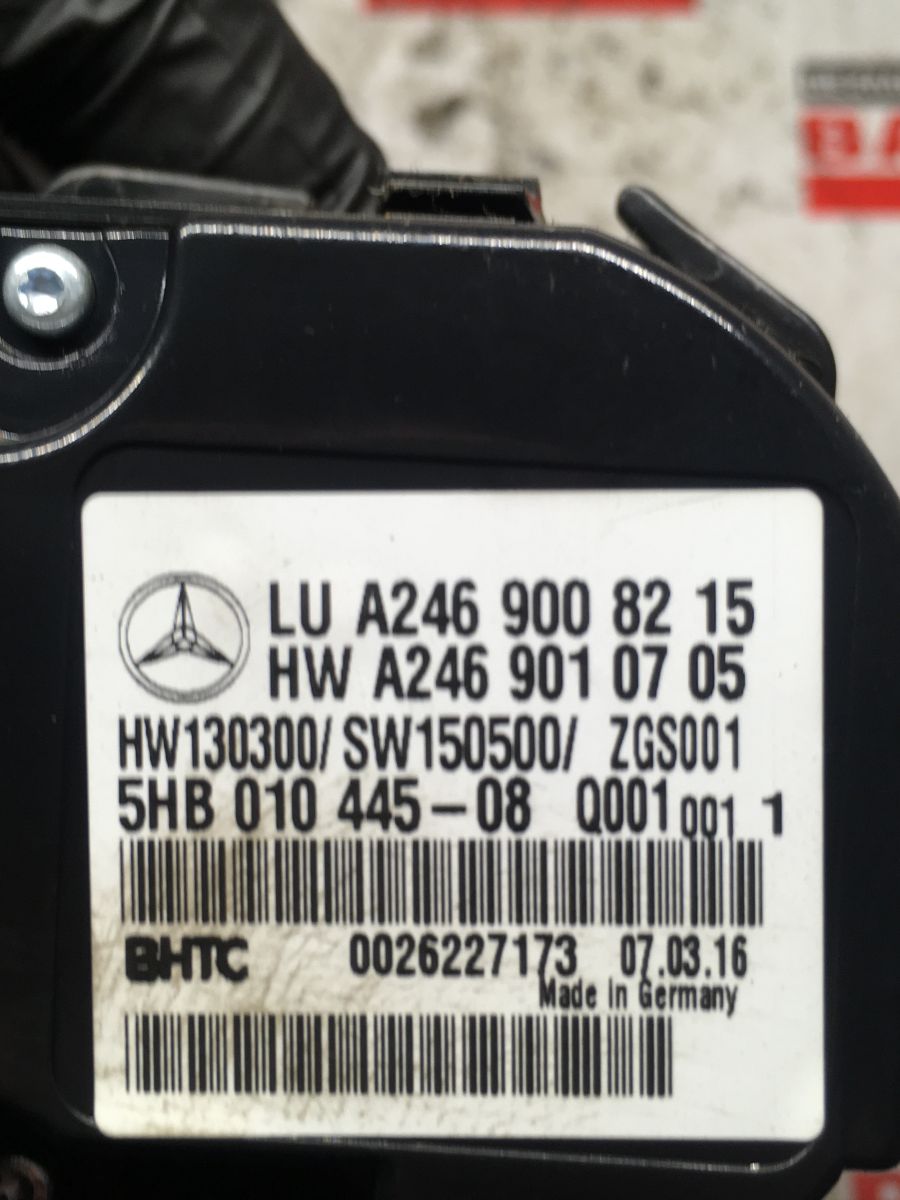 BA
LU A246 900 82 15
HW A246 901 07 05
HW130300/ SW150500/ ZGS001
5HB 010 445-08 Q001 001 1
BHTC 0026227173 07.03.16
Made in Germany